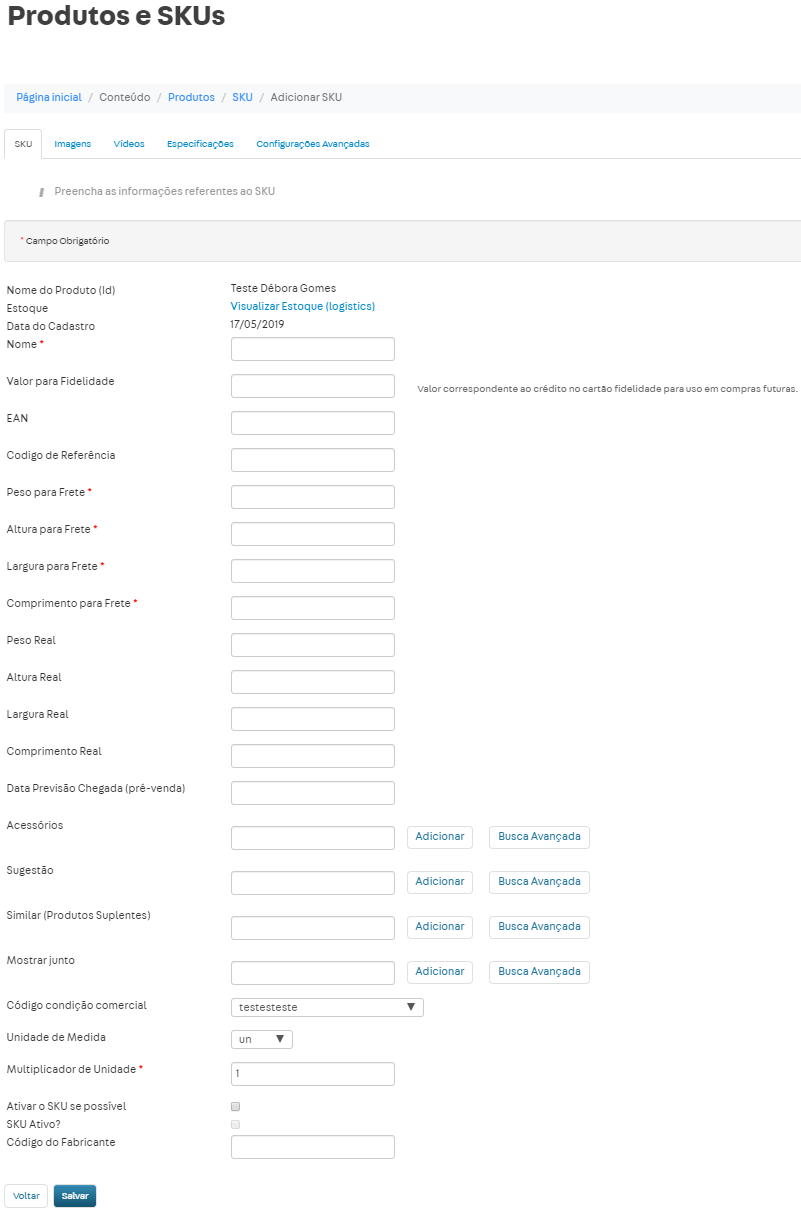 Produtos e SKUs
Página inicial / Conteúdo / Produtos / SKU / Adicionar SKU
SKU Imagens Vídeos Especificações Configurações Avançadas
Preencha as informações referentes ao SKU
* Campo Obrigatório
Nome do Produto (Id) Teste Débora Gomes
Estoque Visualizar Estoque (logistics)
Data do Cadastro 17/05/2019
Nome *
Valor para Fidelidade Valor correspondente ao crédito no cartão fidelidade para uso em compras futuras.
EAN
Codigo de Referência
Peso para Frete *
Altura para Frete *
Largura para Frete *
Comprimento para Frete *
Peso Real
Altura Real
Largura Real
Comprimento Real
Data Previsão Chegada (pré-venda)
Acessórios Adicionar Busca Avançada
Sugestão Adicionar Busca Avançada
Similar (Produtos Suplentes) Adicionar Busca Avançada
Mostrar junto Adicionar Busca Avançada
Código condição comercial testesteste
Unidade de Medida un
Multiplicador de Unidade * 1
Ativar o SKU se possível
SKU Ativo?
Código do Fabricante
Voltar Salvar